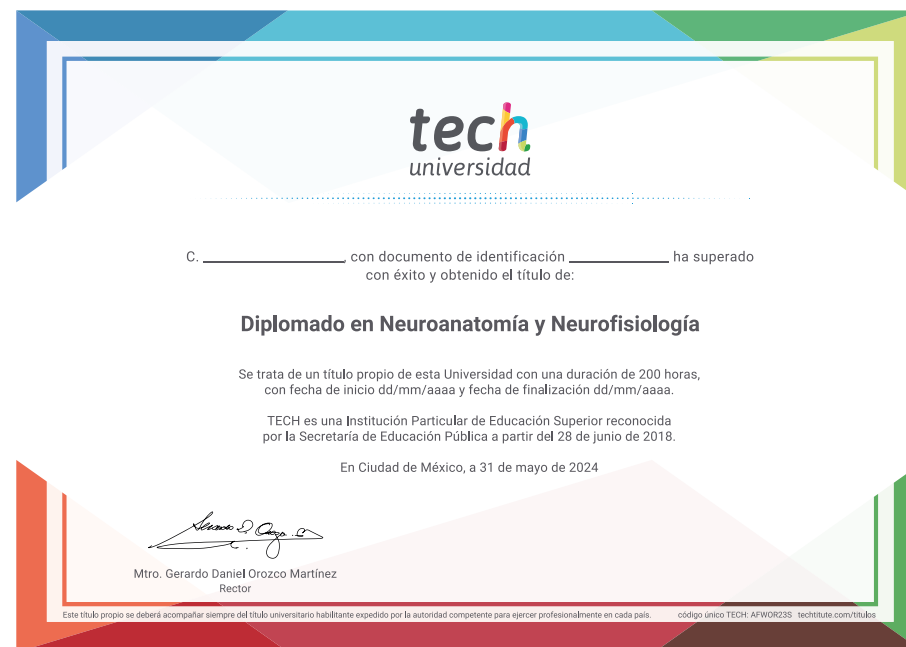 tech
universidad
C. ____________________, con documento de identificación ______________ ha superado
con éxito y obtenido el título de:
Diplomado en Neuroanatomía y Neurofisiología
Se trata de un título propio de esta Universidad con una duración de 200 horas,
con fecha de inicio dd/mm/aaaa y fecha de finalización dd/mm/aaaa.
TECH es una Institución Particular de Educación Superior reconocida
por la Secretaría de Educación Pública a partir del 28 de junio de 2018.
En Ciudad de México, a 31 de mayo de 2024
Mtro. Gerardo Daniel Orozco Martínez
Rector
Este título propio se deberá acompañar siempre del título universitario habilitante expedido por la autoridad competente para ejercer profesionalmente en cada país. código único TECH: AFWOR23S techtitute.com/titulos